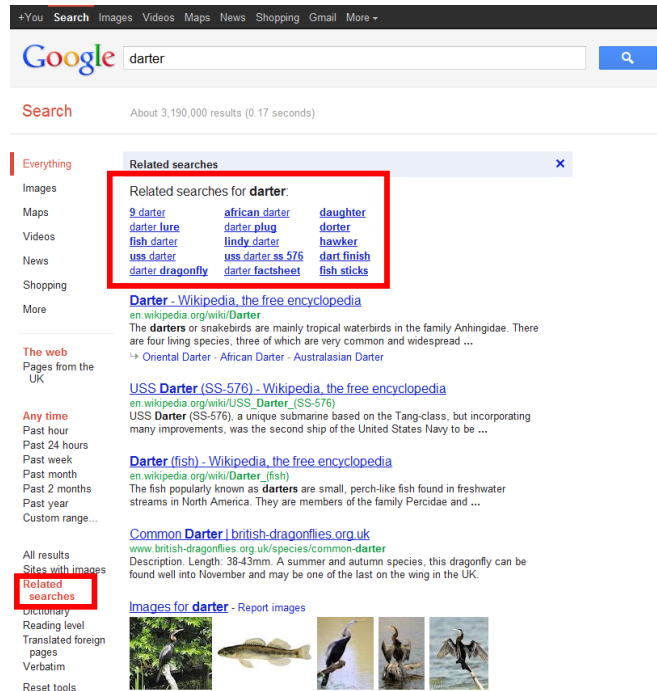 +You Search Images Videos Maps News Shopping Gmail More
Google darter
Search About 3,190,000 results (0.17 seconds)
Everything
Images
Maps
Videos
News
Shopping
More
The web
Pages from the
UK
Any time
Past hour
Past 24 hours
Past week
Past month
Past 2 months
Past year
Custom range...
All results
Sites with images
Related
searches
Dictionary
Reading level
Translated foreign
pages
Verbatim
Reset tools
Related searches ×
Related searches for darter:
9 darter african darter daughter
darter lure darter plug dorter
fish darter lindy darter hawker
uss darter uss darter ss 576 dart finish
darter dragonfly darter factsheet fish sticks
Darter - Wikipedia, the free encyclopedia
en.wikipedia.org/wiki/Darter
The darters or snakebirds are mainly tropical waterbirds in the family Anhingidae. There
are four living species, three of which are very common and widespread ...
↳ Oriental Darter - African Darter - Australasian Darter
USS Darter (SS-576) - Wikipedia, the free encyclopedia
en.wikipedia.org/wiki/USS_Darter_(SS-576)
USS Darter (SS-576), a unique submarine based on the Tang-class, but incorporating
many improvements, was the second ship of the United States Navy to be ...
Darter (fish) - Wikipedia, the free encyclopedia
en.wikipedia.org/wiki/Darter_(fish)
The fish popularly known as darters are small, perch-like fish found in freshwater
streams in North America. They are members of the family Percidae and ...
Common Darter | british-dragonflies.org.uk
www.british-dragonflies.org.uk/species/common-darter
Description. Length: 38-43mm. A summer and autumn species, this dragonfly can be
found well into November and may be one of the last on the wing in the UK.
Images for darter - Report images